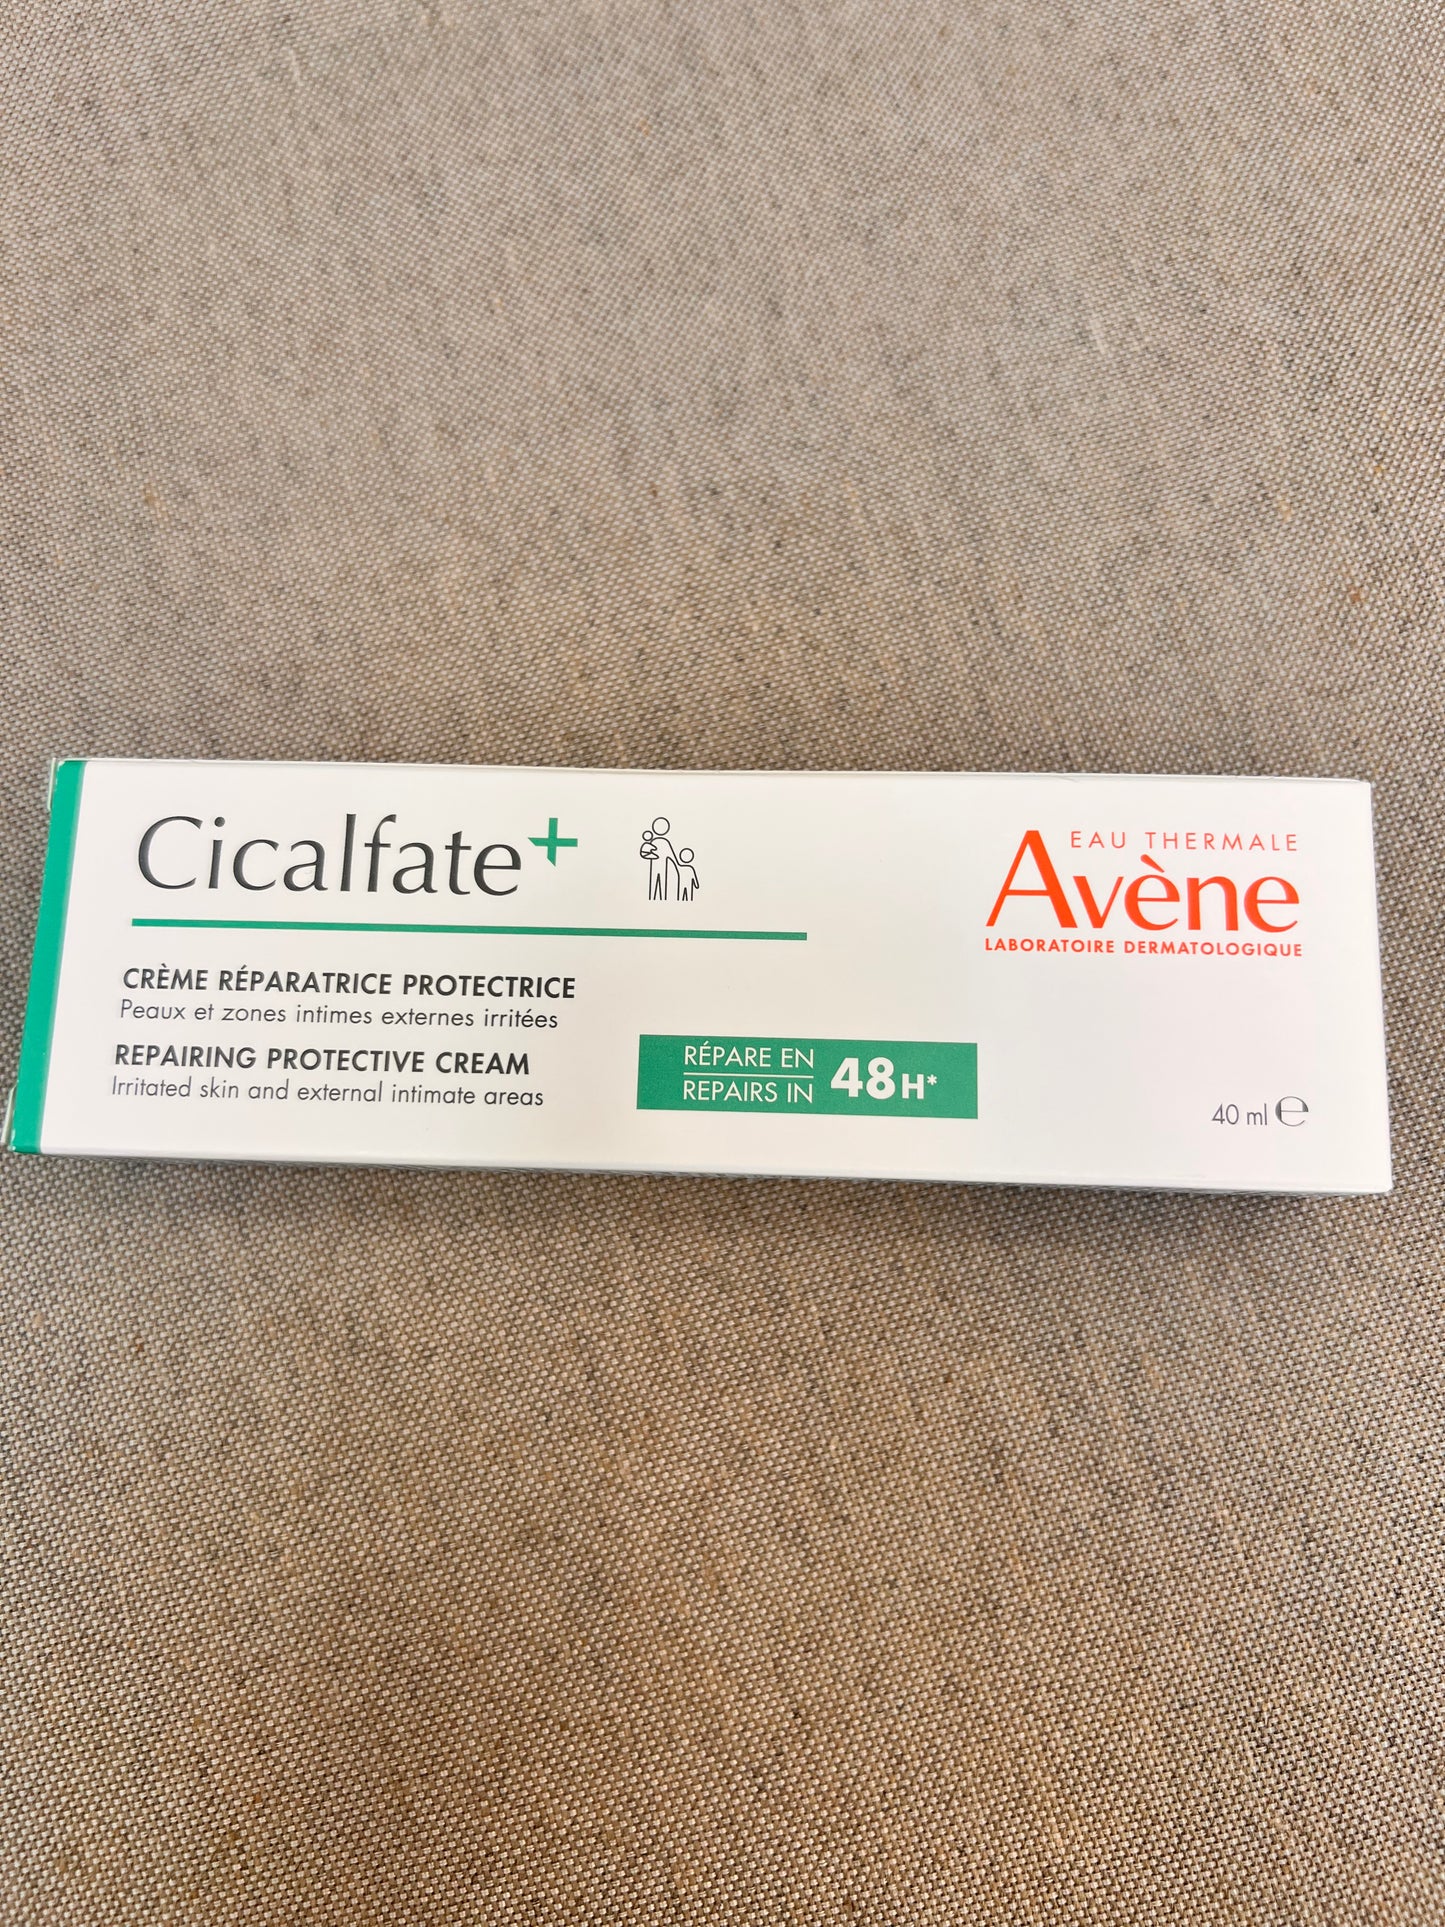 Cicalfate+
CRÈME RÉPARATRICE PROTECTRICE
Peaux et zones intimes externes irritées
REPAIRING PROTECTIVE CREAM
Irritated skin and external intimate areas
RÉPARE EN
REPAIRS IN
48H*
EAU THERMALE
Avène
LABORATOIRE DERMATOLOGIQUE
40 ml ℮